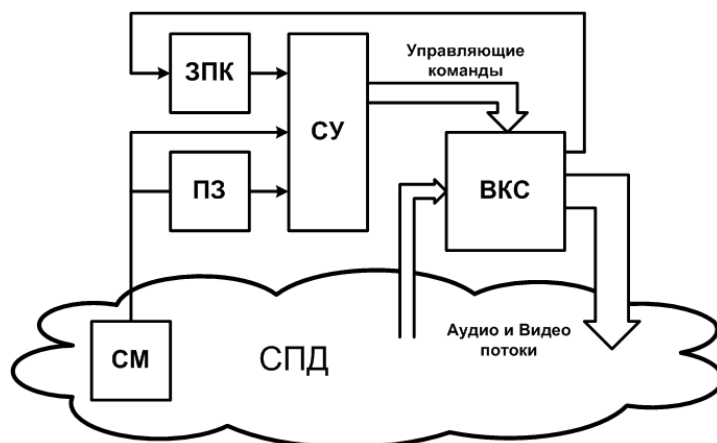 ЗПК
Управляющие
команды
СУ
ПЗ
ВКС
СМ
СПД
Аудио и Видео
потоки